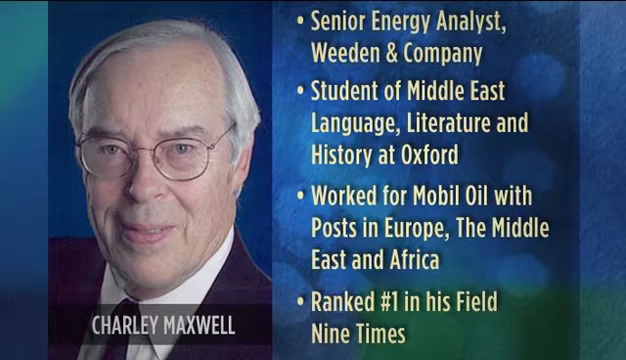 • Senior Energy Analyst,
Weeden & Company
• Student of Middle East
Language, Literature and
History at Oxford
• Worked for Mobil Oil with
Posts in Europe, The Middle
East and Africa
• Ranked #1 in his Field
Nine Times
CHARLEY MAXWELL